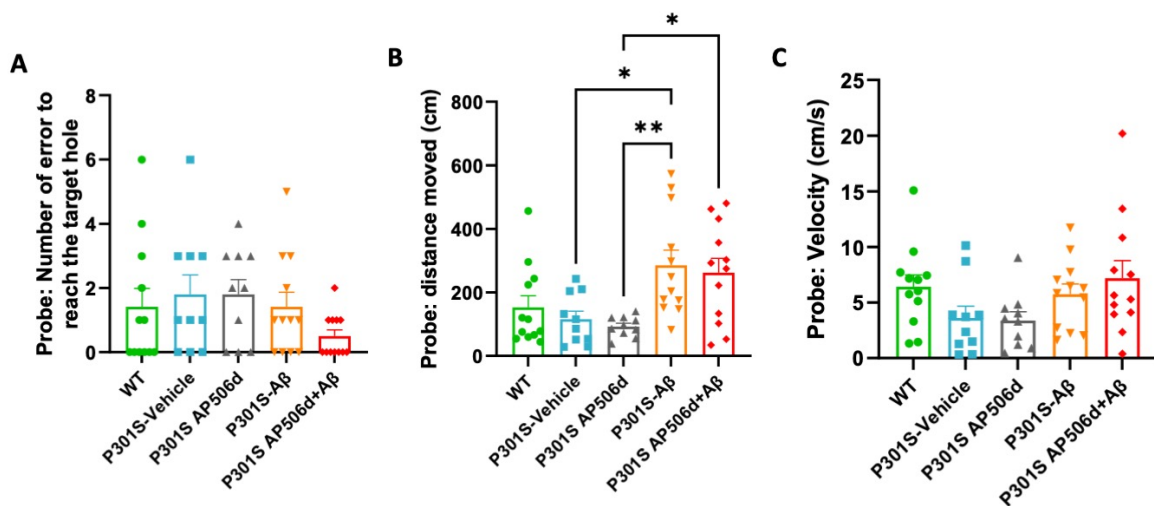 A
Probe: Number of error to
reach the target hole
8
6
4
2
0
WT
P301S-Vehicle
P301S AP506d
P301S-Aβ
P301S AP506d+Aβ
B
Probe: distance moved (cm)
800
600
400
200
0
*
*
**
WT
P301S-Vehicle
P301S AP506d
P301S-Aβ
P301S AP506d+Aβ
C
Probe: Velocity (cm/s)
25
20
15
10
5
0
WT
P301S-Vehicle
P301S AP506d
P301S-Aβ
P301S AP506d+Aβ